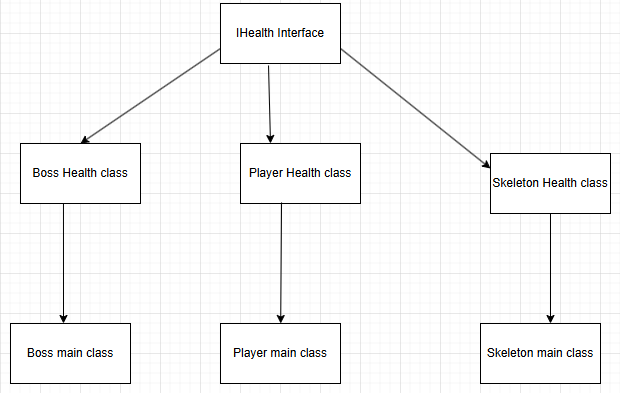 IHealth Interface
Boss Health class
Player Health class
Skeleton Health class
Boss main class
Player main class
Skeleton main class